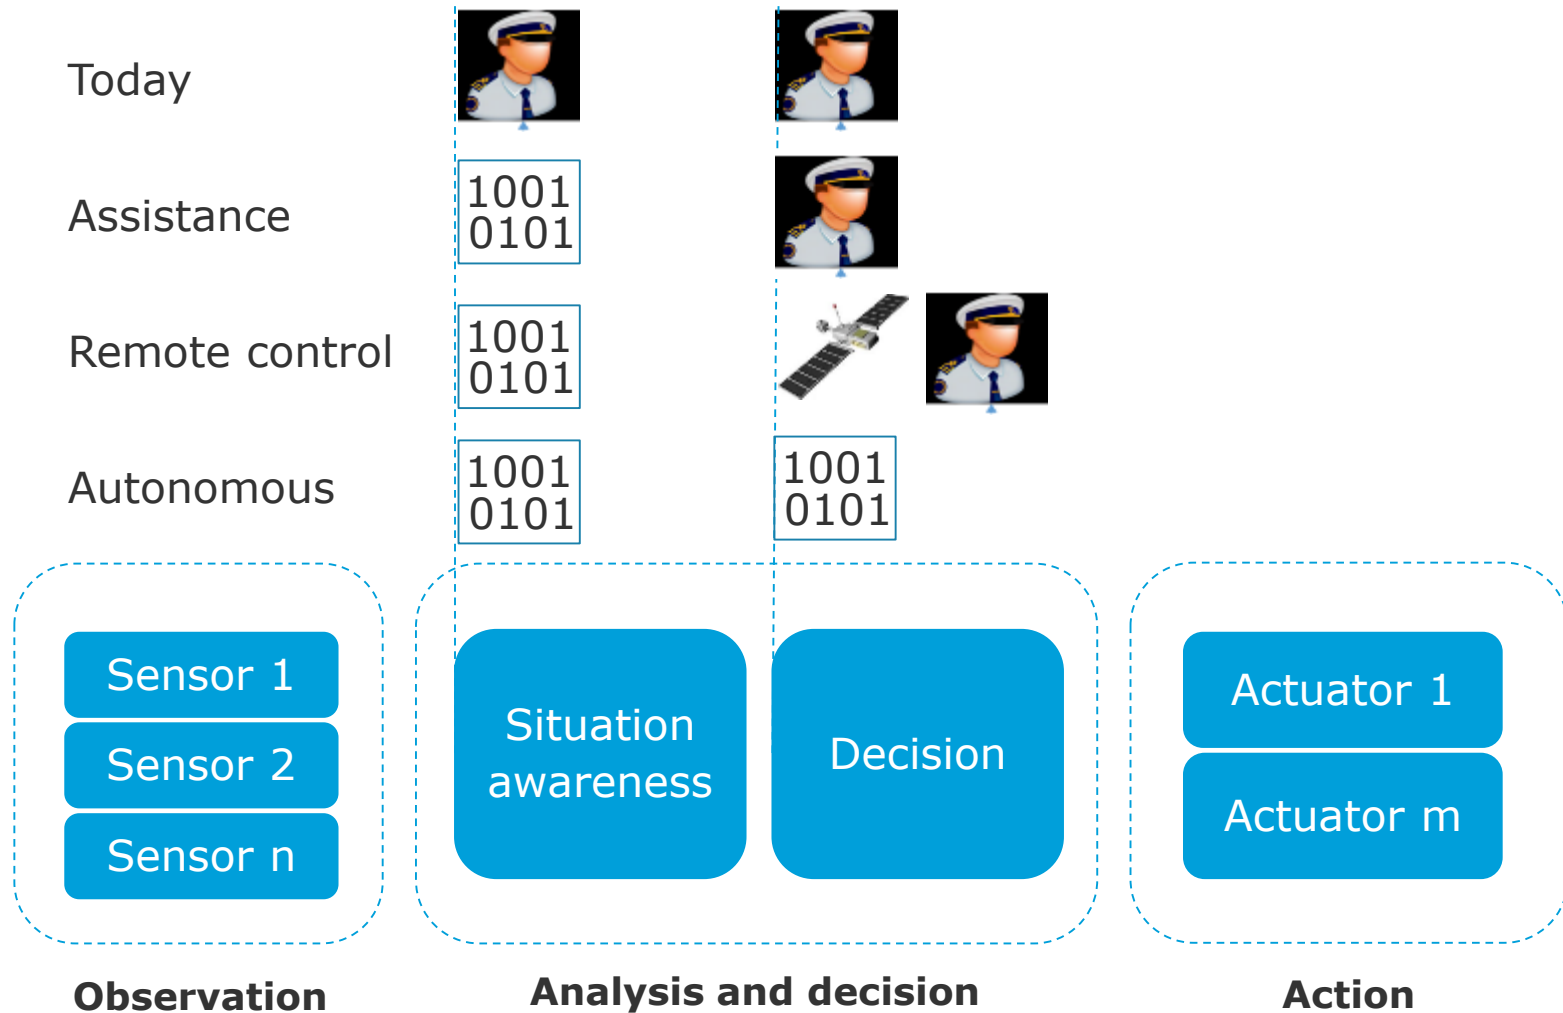 Today
Assistance
1001
0101
Remote control
1001
0101
Autonomous
1001
0101
1001
0101
Sensor 1
Sensor 2
Sensor n
Situation
awareness
Decision
Actuator 1
Actuator m
Observation
Analysis and decision
Action